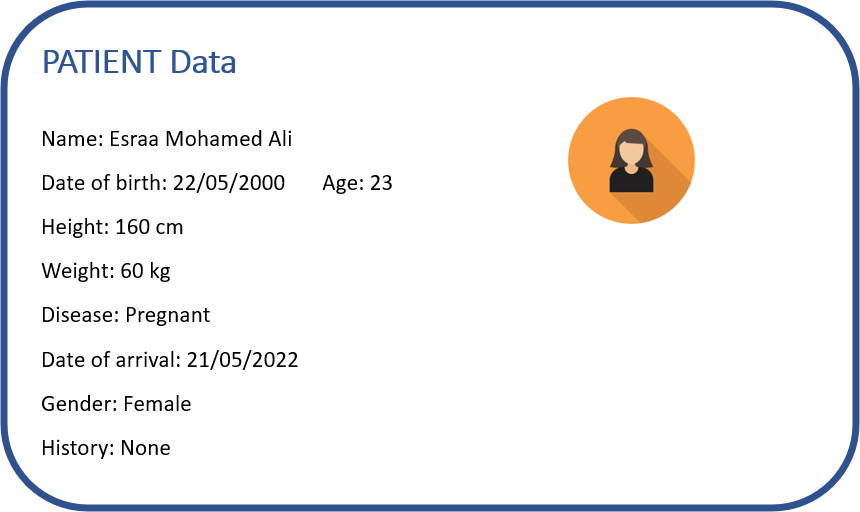 PATIENT Data
Name: Esraa Mohamed Ali
Date of birth: 22/05/2000 Age: 23
Height: 160 cm
Weight: 60 kg
Disease: Pregnant
Date of arrival: 21/05/2022
Gender: Female
History: None